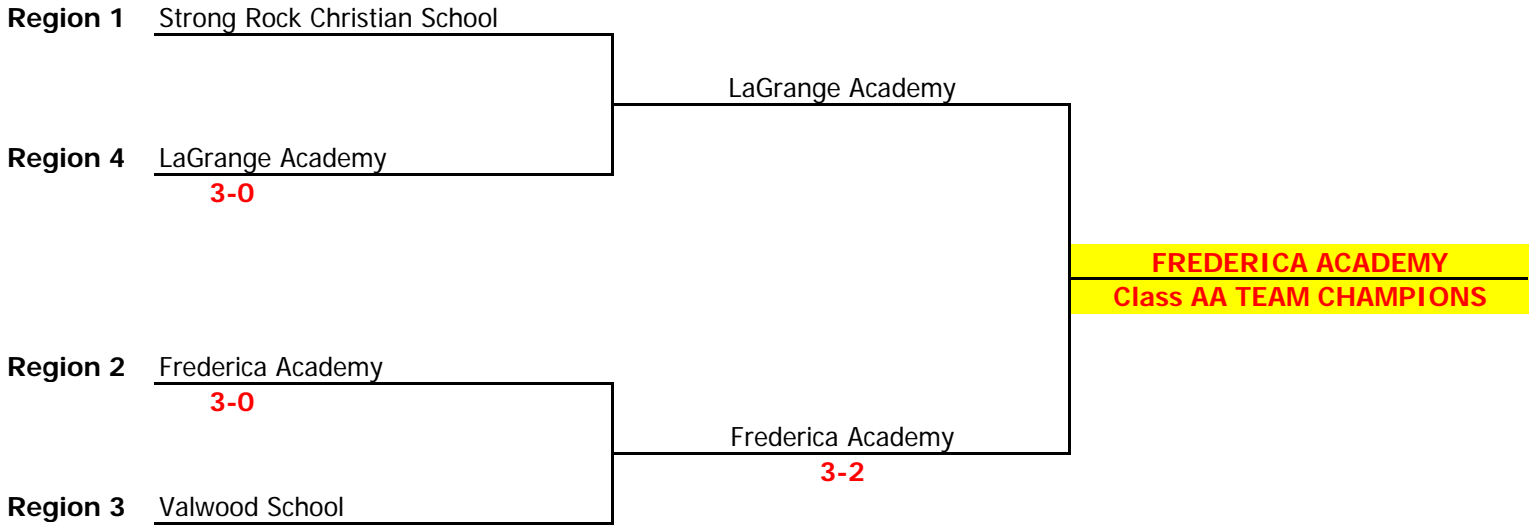 Region 1 Strong Rock Christian School
LaGrange Academy
Region 4 LaGrange Academy
3-0
FREDERICA ACADEMY
Class AA TEAM CHAMPIONS
Region 2 Frederica Academy
3-0
Frederica Academy
3-2
Region 3 Valwood School